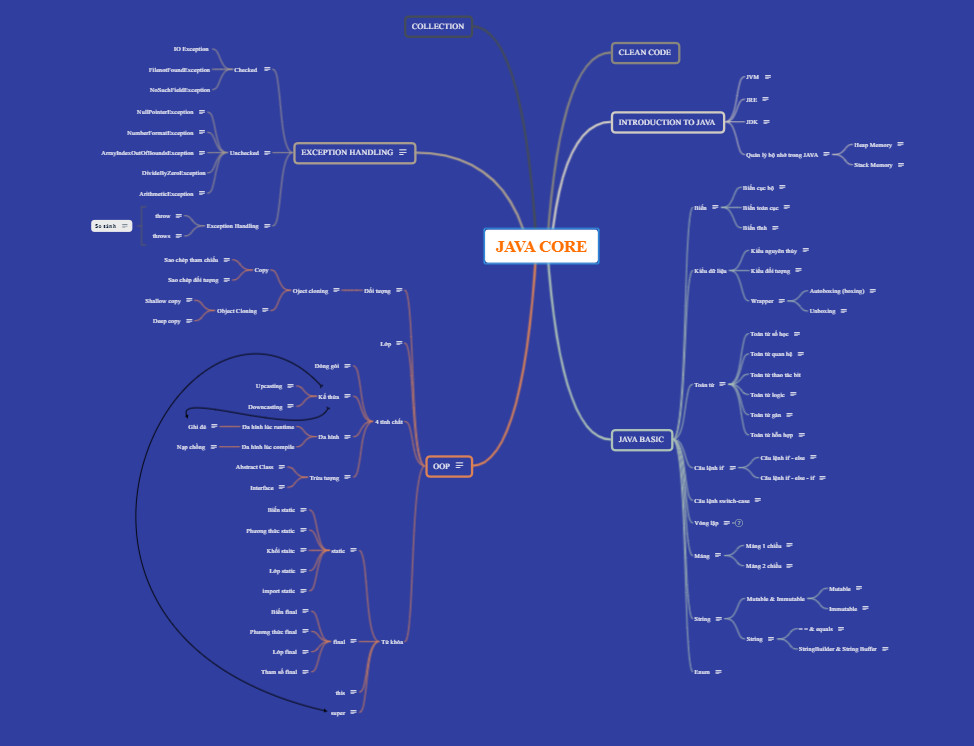 JAVA CORE
COLLECTION
CLEAN CODE
INTRODUCTION TO JAVA
JVM
JRE
JDK
Quản lý bộ nhớ trong JAVA
Heap Memory
Stack Memory
JAVA BASIC
Biến
Biến cục bộ
Biến toàn cục
Biến tĩnh
Kiểu dữ liệu
Kiểu nguyên thủy
Kiểu đối tượng
Wrapper
Autoboxing (boxing)
Unboxing
Toán tử
Toán tử số học
Toán tử quan hệ
Toán tử thao tác bit
Toán tử logic
Toán tử gán
Toán tử hỗn hợp
Câu lệnh if
Câu lệnh if - else
Câu lệnh if - else - if
Câu lệnh switch-case
Vòng lặp
7
Mảng
Mảng 1 chiều
Mảng 2 chiều
String
Mutable & Immutable
Mutable
Immutable
String
== & equals
StringBuilder & String Buffer
Enum
EXCEPTION HANDLING
Checked
IO Exception
FilenotFoundException
NoSuchFieldException
Unchecked
NullPointerException
NumberFormatException
ArrayIndexOutOfBoundsException
DivideByZeroException
ArithmeticException
Exception Handling
throw
throws
So sánh
OOP
Đối tượng
Oject cloning
Copy
Sao chép tham chiếu
Sao chép đối tượng
Object Cloning
Shallow copy
Deep copy
Lớp
4 tính chất
Đóng gói
Kế thừa
Upcasting
Downcasting
Đa hình
Đa hình lúc runtime
Ghi đè
Đa hình lúc compile
Nạp chồng
Trừu tượng
Abstract Class
Interface
Từ khóa
static
Biến static
Phương thức static
Khối static
Lớp static
import static
final
Biến final
Phương thức final
Lớp final
Tham số final
this
super